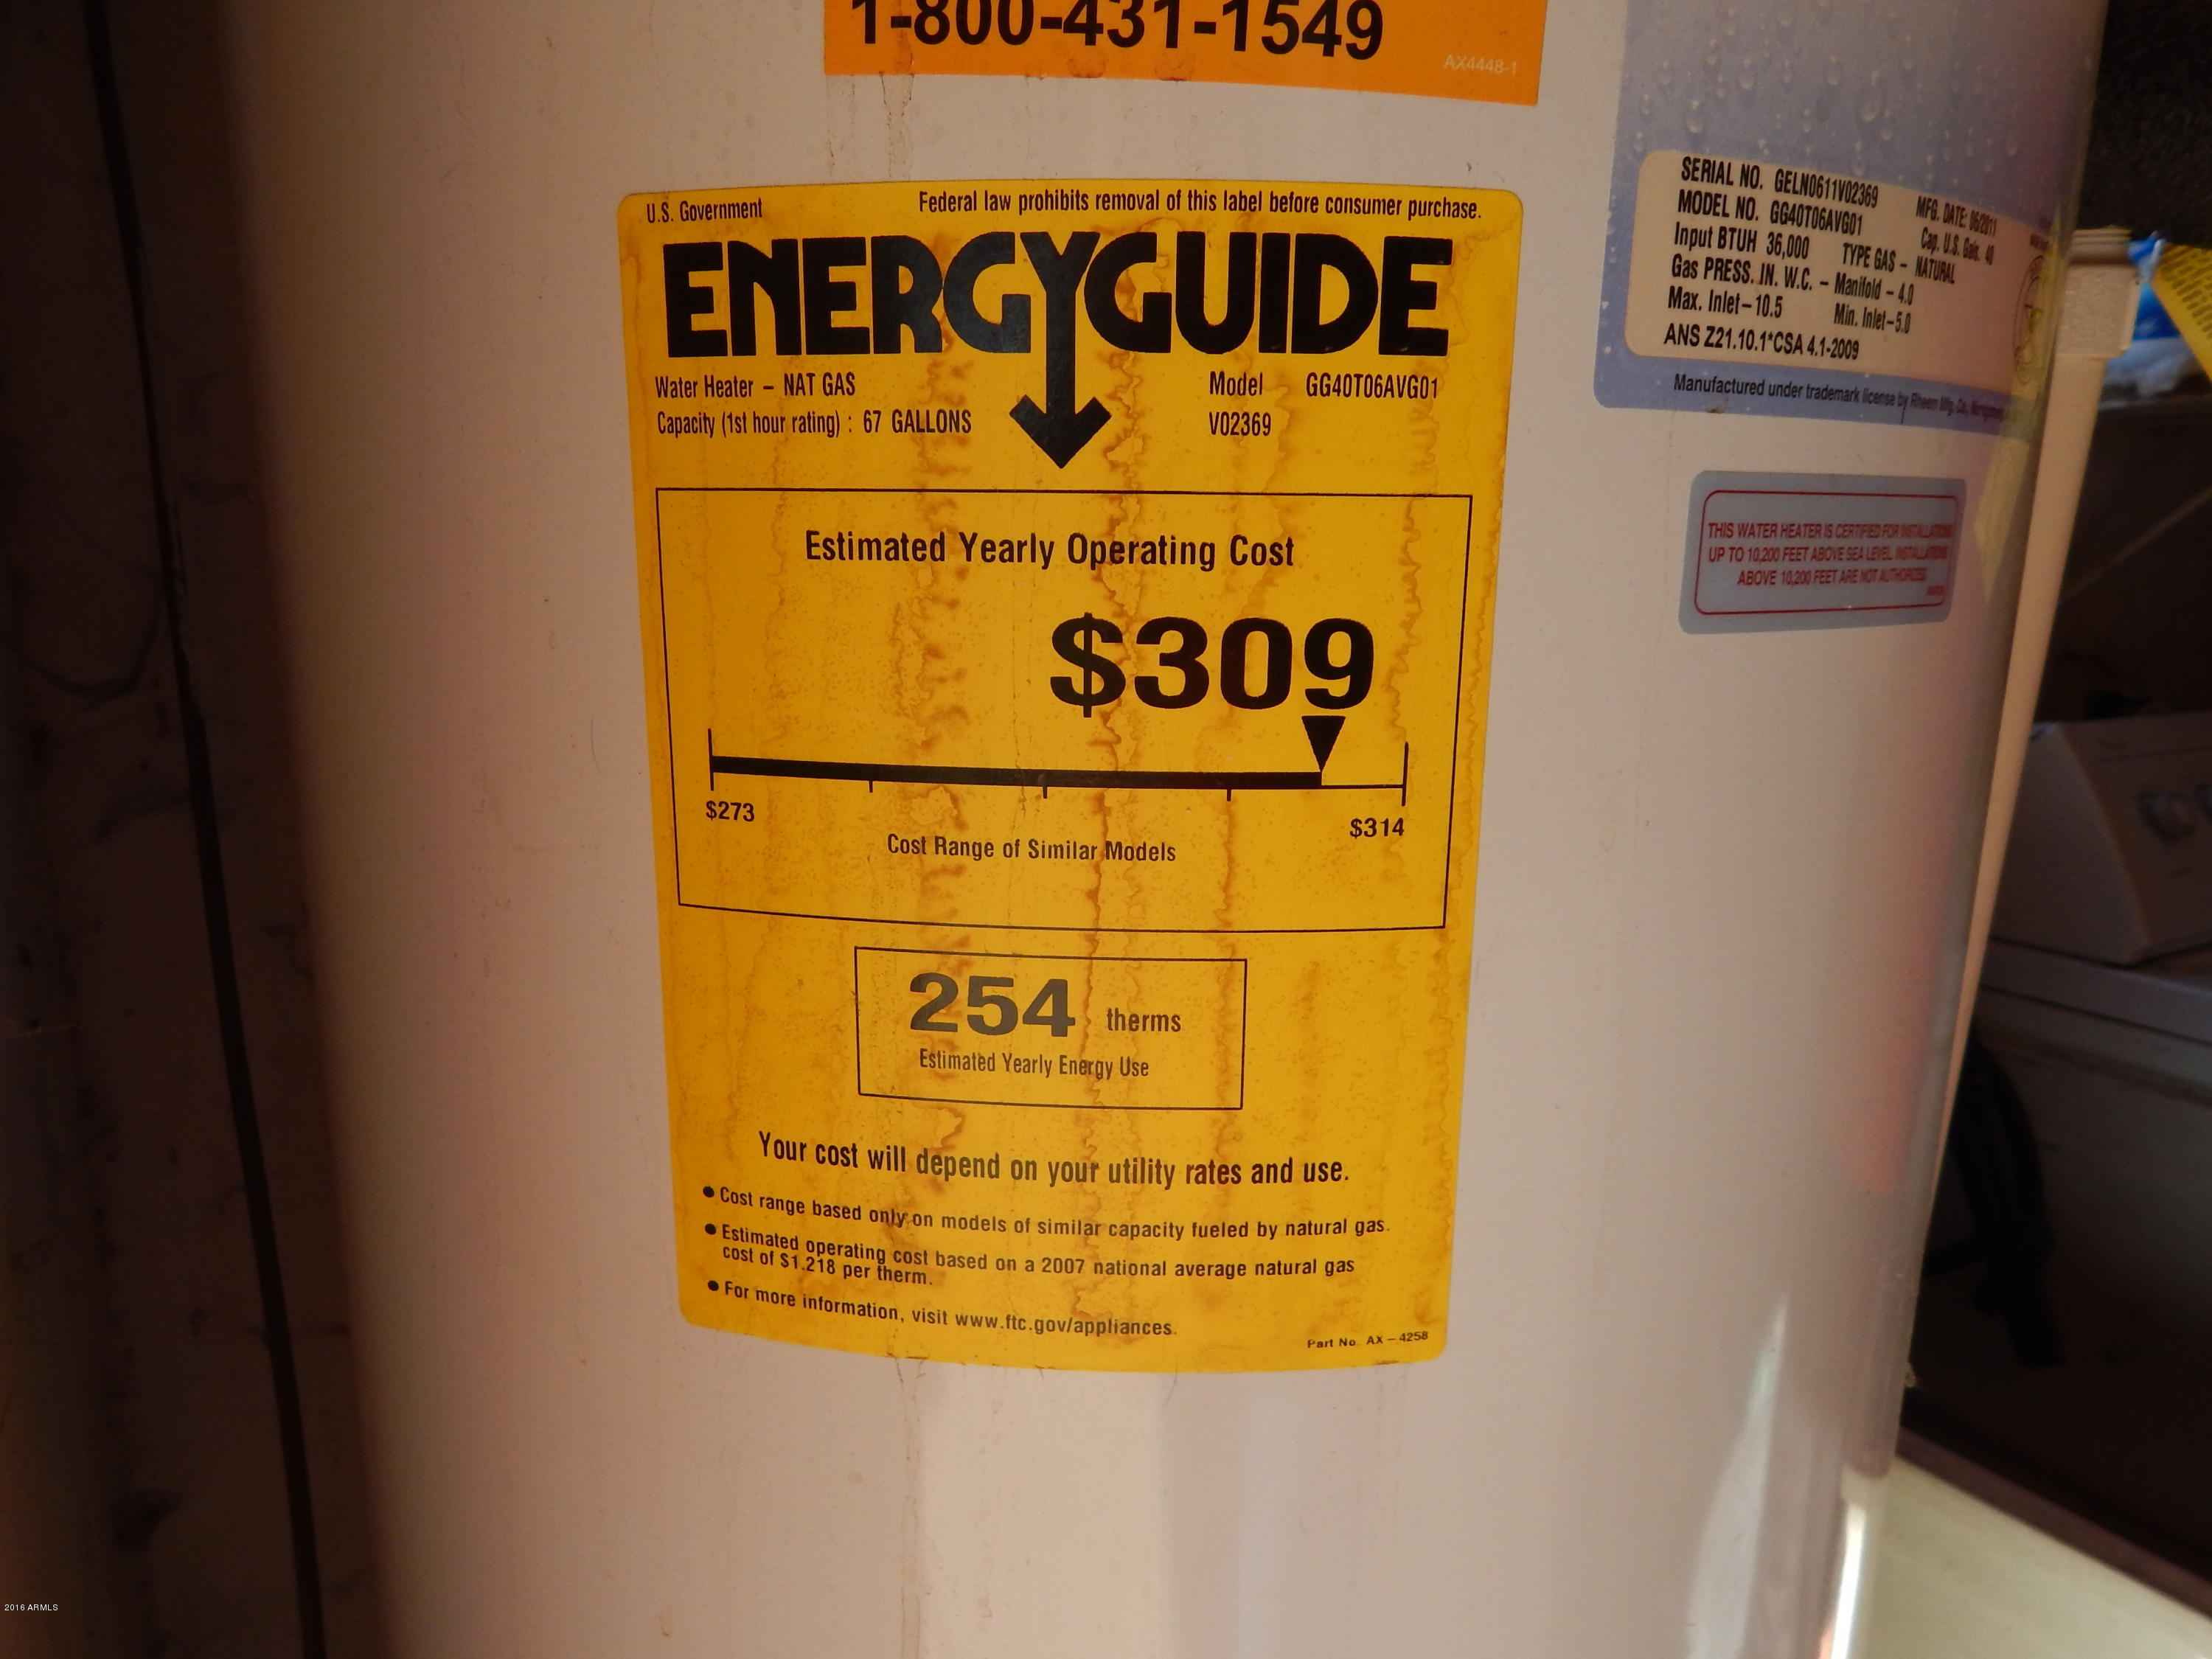 1-800-431-1549
AX4448-1
U.S. Government
Federal law prohibits removal of this label before consumer purchase.
ENERGYGUIDE
Water Heater – NAT GAS
Capacity (1st hour rating) : 67 GALLONS
Model GG40T06AVG01
V02369
Estimated Yearly Operating Cost
$309
$273
$314
Cost Range of Similar Models
254 therms
Estimated Yearly Energy Use
Your cost will depend on your utility rates and use.
● Cost range based only on models of similar capacity fueled by natural gas.
● Estimated operating cost based on a 2007 national average natural gas
cost of $1.218 per therm.
● For more information, visit www.ftc.gov/appliances.
Part No. AX – 4258
SERIAL NO. GELN0611V02369 MFG. DATE: 06/2011
MODEL NO. GG40T06AVG01 Cap. U.S. Gals. 40
Input BTUH 36,000 TYPE GAS – NATURAL
Gas PRESS. IN. W.C. – Manifold – 4.0
Max. Inlet – 10.5 Min. Inlet – 5.0
ANS Z21.10.1*CSA 4.1-2009
Manufactured under trademark license by Rheem Mfg. Co.
THIS WATER HEATER IS CERTIFIED FOR INSTALLATIONS
UP TO 10,200 FEET ABOVE SEA LEVEL. INSTALLATIONS
ABOVE 10,200 FEET ARE NOT AUTHORIZED.
2016 ARMLS